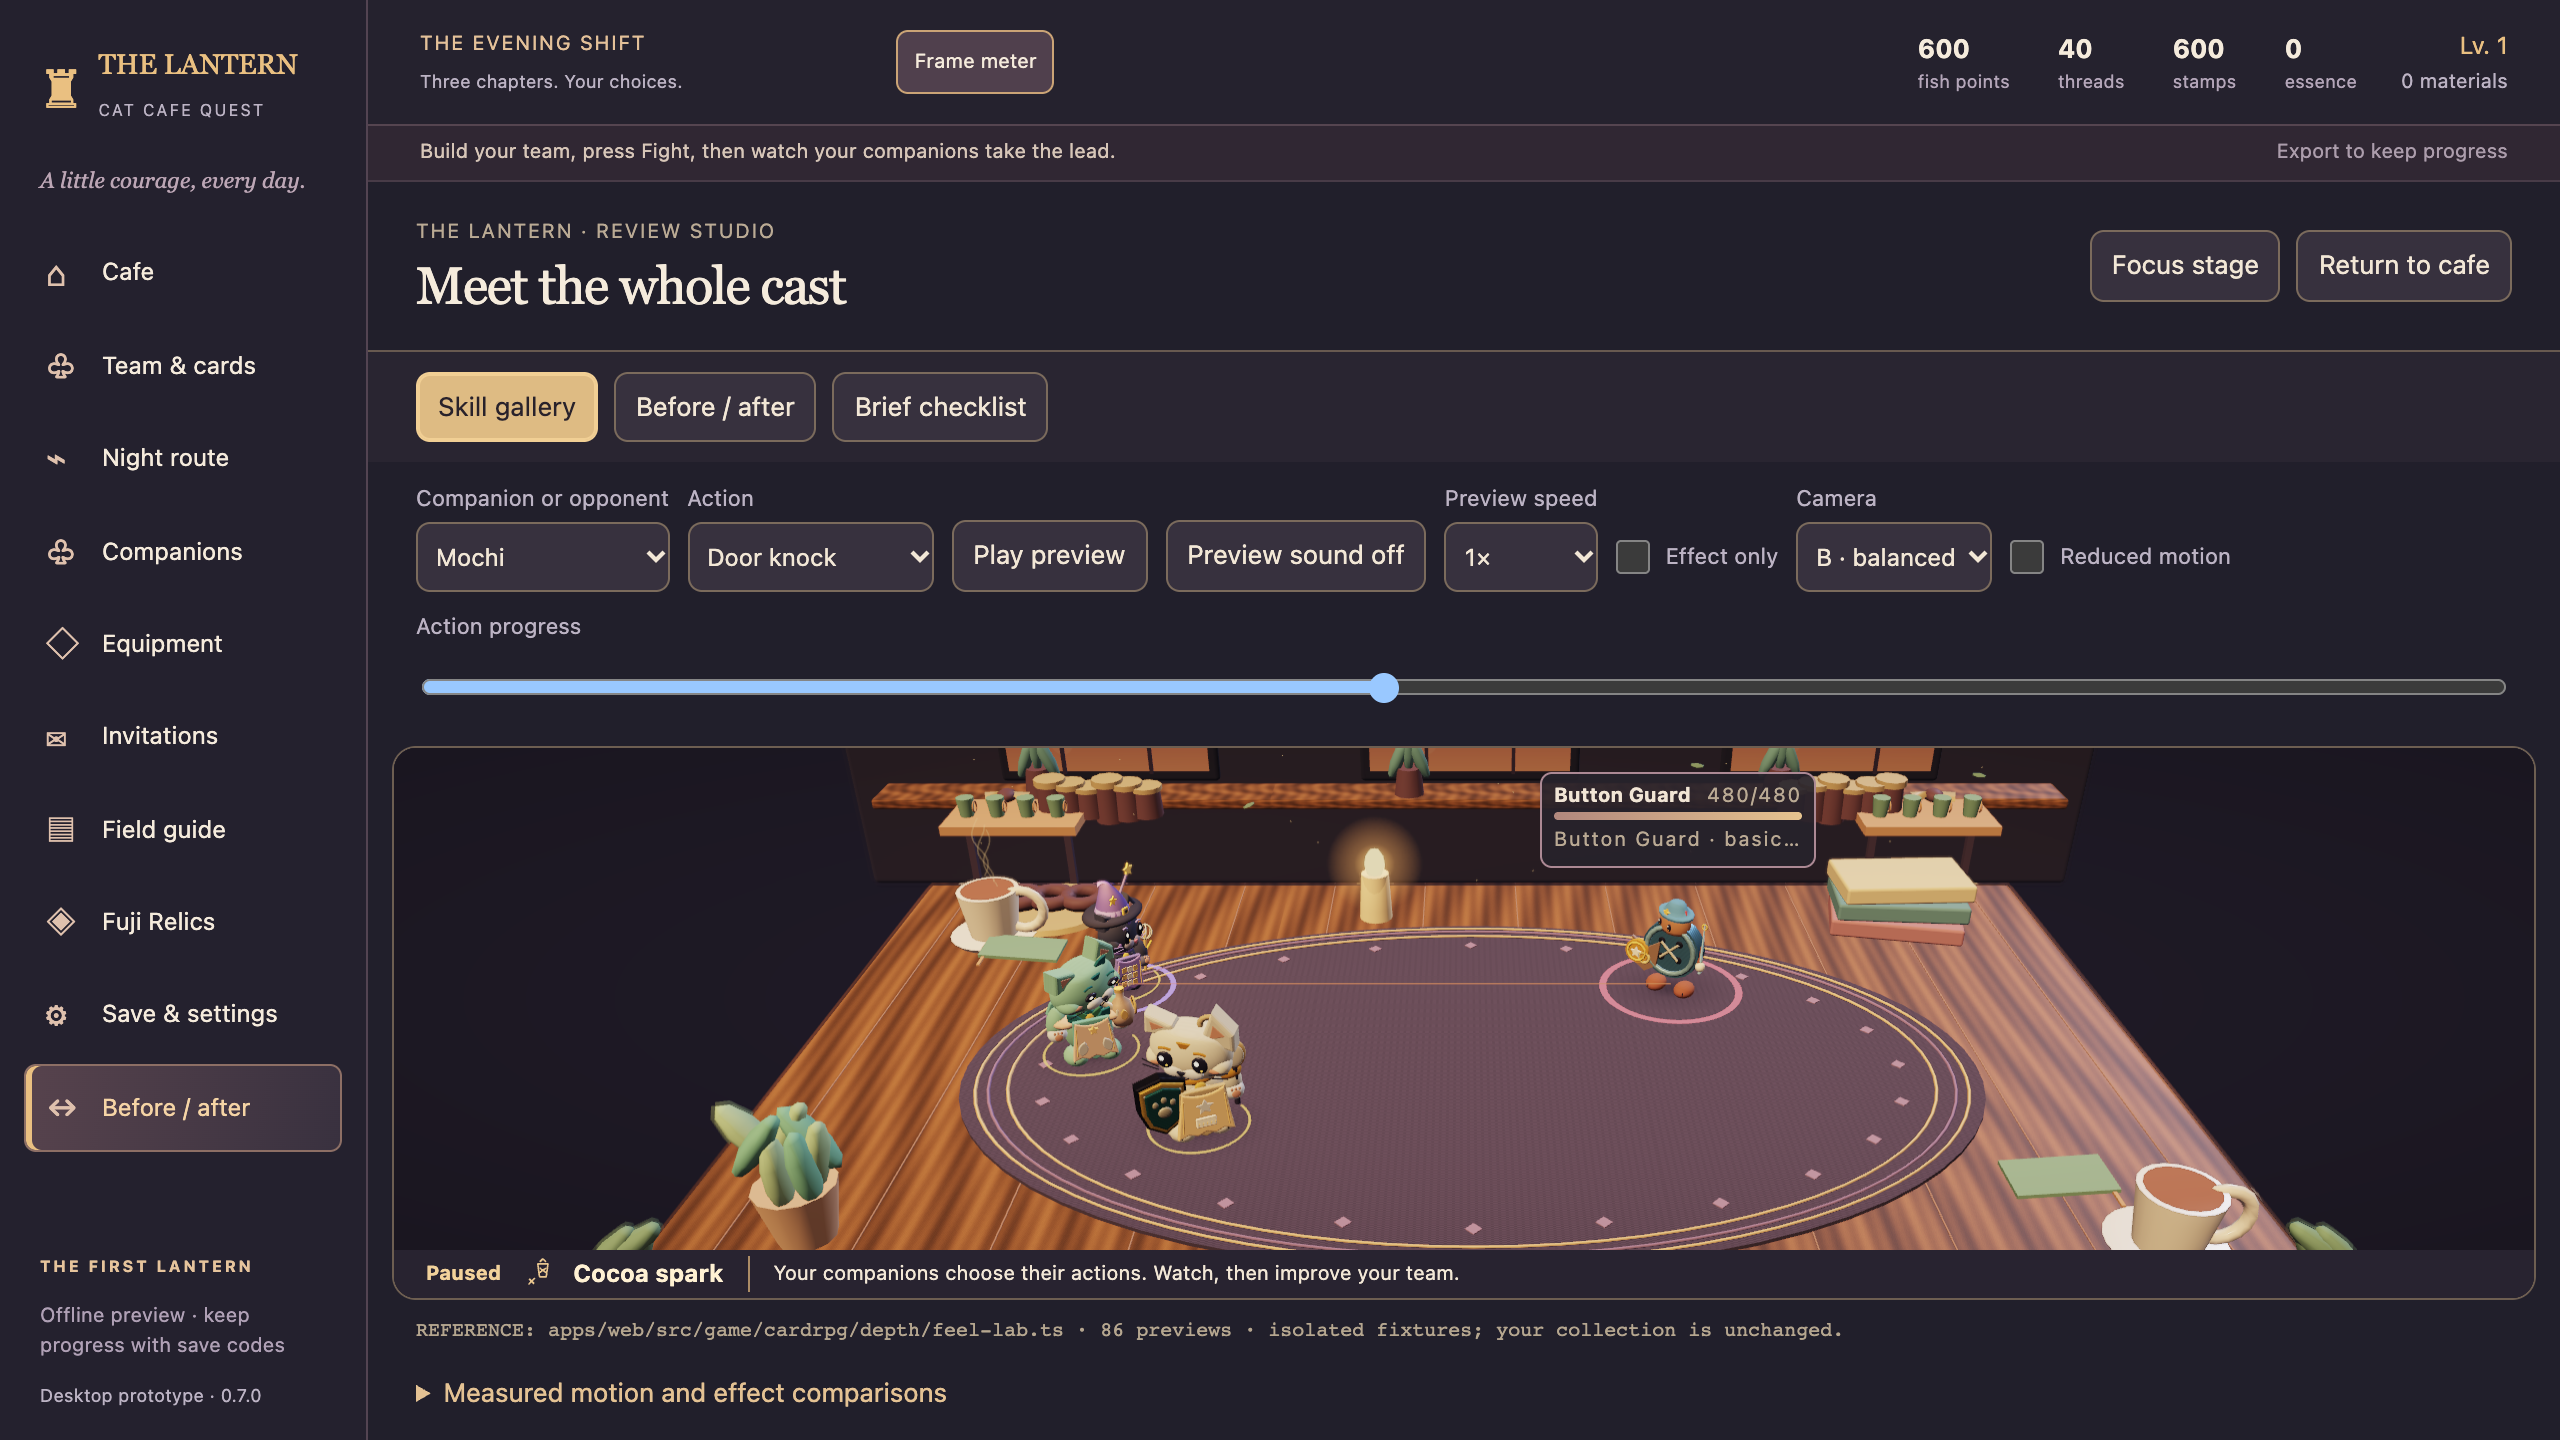 THE LANTERN
CAT CAFE QUEST
A little courage, every day.
Cafe
Team & cards
Night route
Companions
Equipment
Invitations
Field guide
Fuji Relics
Save & settings
Before / after
THE FIRST LANTERN
Offline preview · keep
progress with save codes
Desktop prototype · 0.7.0
THE EVENING SHIFT
Three chapters. Your choices.
Frame meter
600 fish points
40 threads
600 stamps
0 essence
Lv. 1
0 materials
Build your team, press Fight, then watch your companions take the lead.
Export to keep progress
THE LANTERN · REVIEW STUDIO
Meet the whole cast
Focus stage
Return to cafe
Skill gallery
Before / after
Brief checklist
Companion or opponent
Mochi
Action
Door knock
Play preview
Preview sound off
Preview speed
1×
Effect only
Camera
B · balanced
Reduced motion
Action progress
Button Guard 480/480
Button Guard · basic…
Paused
Cocoa spark
Your companions choose their actions. Watch, then improve your team.
REFERENCE: apps/web/src/game/cardrpg/depth/feel-lab.ts · 86 previews · isolated fixtures; your collection is unchanged.
Measured motion and effect comparisons